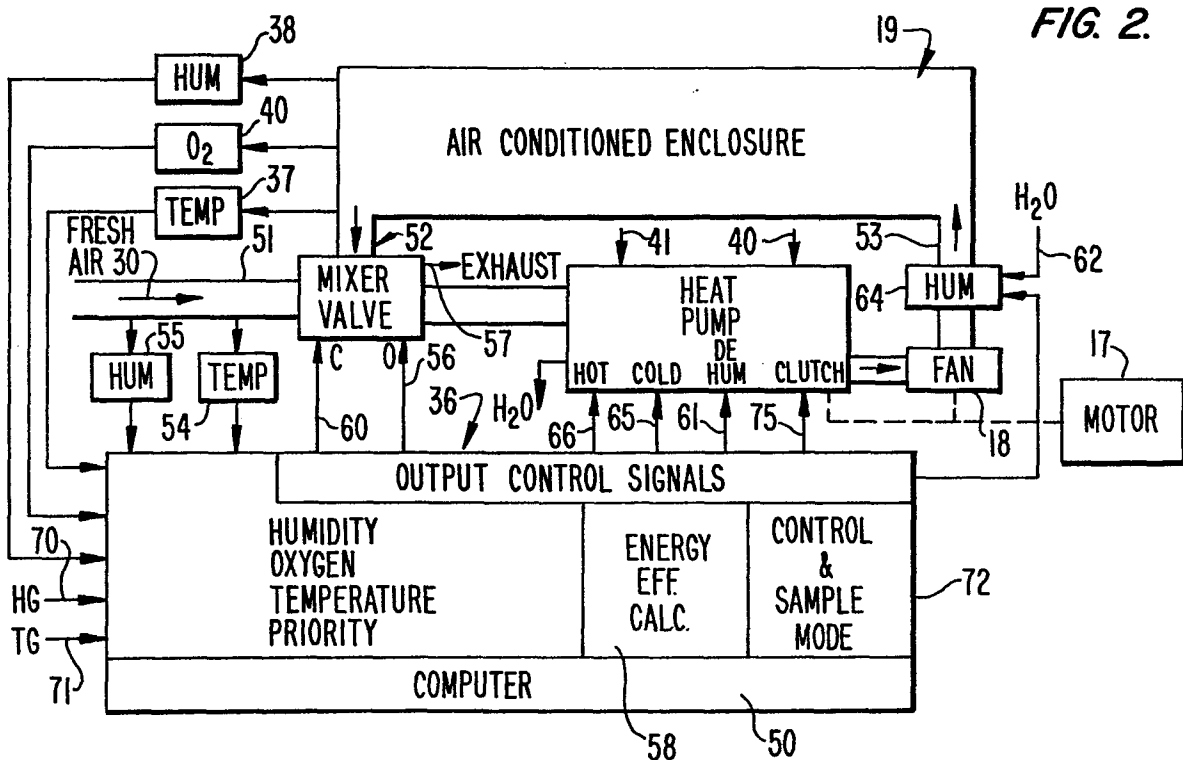 FIG. 2.
38
19
HUM
40
AIR CONDITIONED ENCLOSURE
O2
37
TEMP
H2O
FRESH
AIR 30
51
52
41
40
53
62
EXHAUST
MIXER
VALVE
HEAT
PUMP
DE
HUM
64
HUM
55
57
HOT COLD HUM CLUTCH
FAN
17
C
O
56
HUM
TEMP
H2O
MOTOR
54
60
36
66
65
61
75
18
OUTPUT CONTROL SIGNALS
70
HUMIDITY
OXYGEN
TEMPERATURE
PRIORITY
ENERGY
EFF.
CALC.
CONTROL
&
SAMPLE
MODE
72
HG
TG
71
COMPUTER
58
50